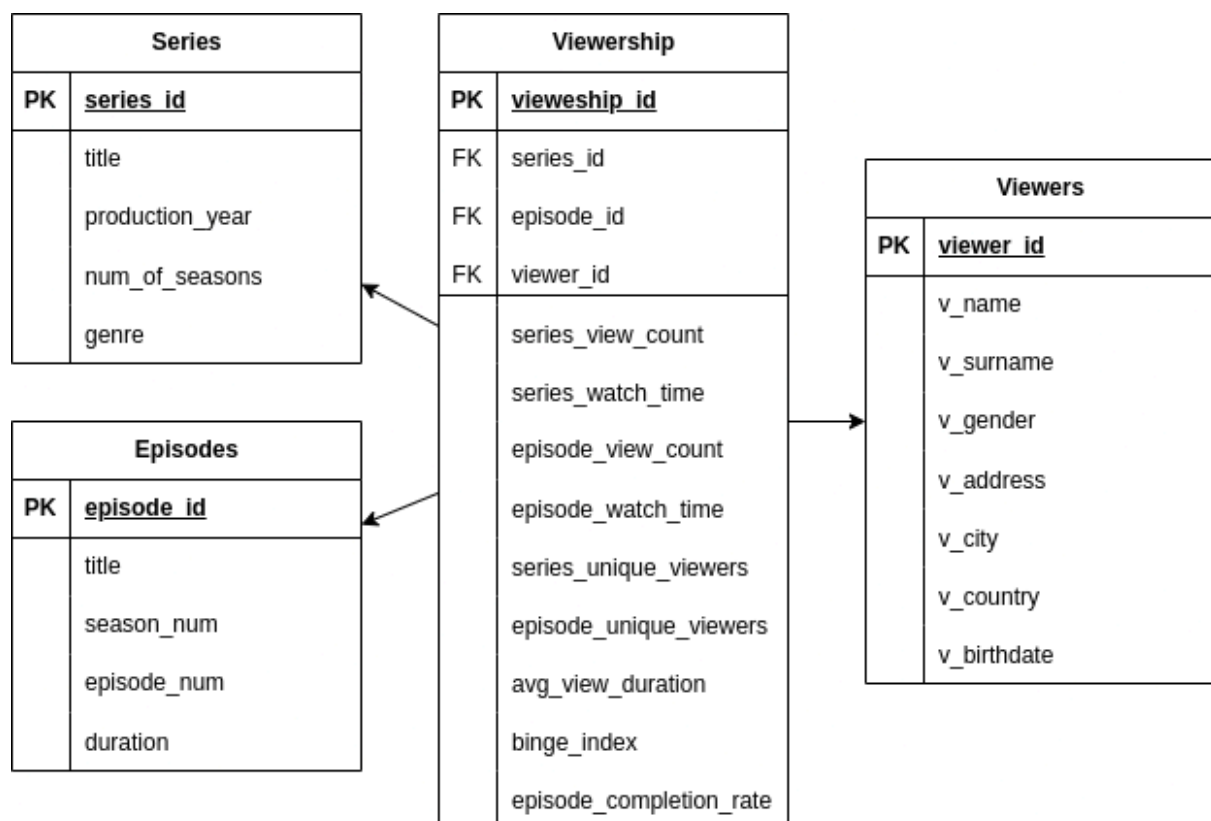 Series
PK series_id
title
production_year
num_of_seasons
genre
Episodes
PK episode_id
title
season_num
episode_num
duration
Viewership
PK vieweship_id
FK series_id
FK episode_id
FK viewer_id
series_view_count
series_watch_time
episode_view_count
episode_watch_time
series_unique_viewers
episode_unique_viewers
avg_view_duration
binge_index
episode_completion_rate
Viewers
PK viewer_id
v_name
v_surname
v_gender
v_address
v_city
v_country
v_birthdate